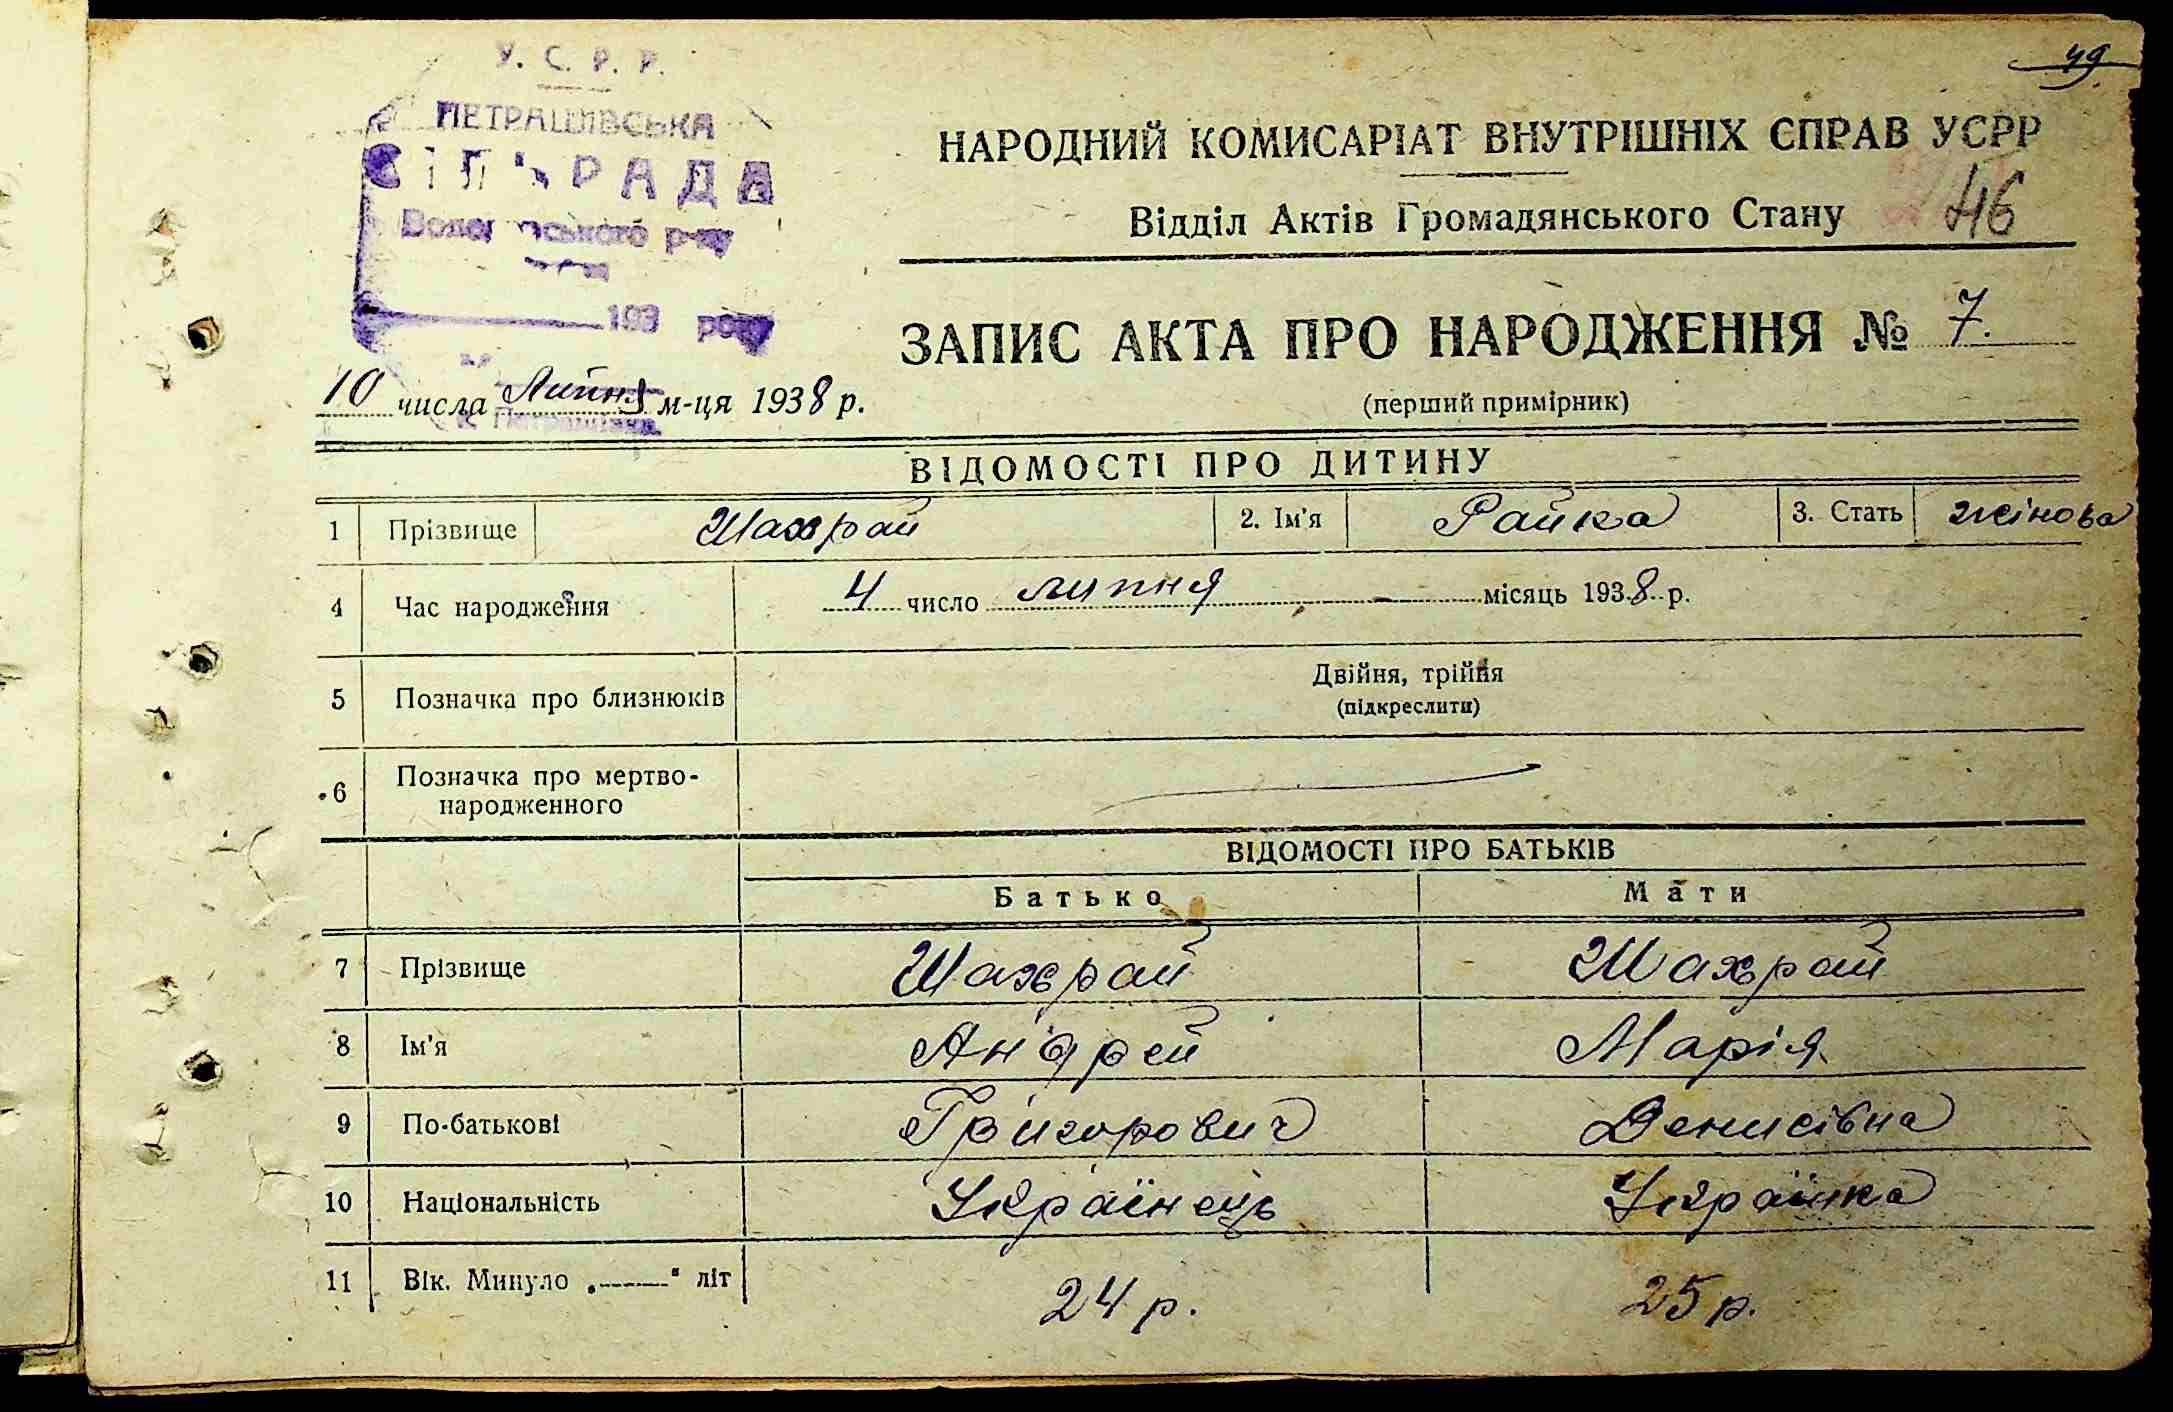 49
У. С. Р. Р.
ПЕТРАШІВСЬКА
СІЛЬРАДА
193 року
НАРОДНИЙ КОМИСАРІАТ ВНУТРІШНІХ СПРАВ УСРР
Відділ Актів Громадянського Стану 46
ЗАПИС АКТА ПРО НАРОДЖЕННЯ № 7.
(перший примірник)
10 числа Липня м-ця 1938 р.
ВІДОМОСТІ ПРО ДИТИНУ
1 Прізвище Шахрай 2. Ім'я Райка 3. Стать жінова
4 Час народження 4 число липня місяць 1938 р.
5 Позначка про близнюків Двійня, трійня
(підкреслити)
6 Позначка про мертво-
народженного
ВІДОМОСТІ ПРО БАТЬКІВ
Батько Мати
7 Прізвище Шахрай Шахрай
8 Ім'я Андрей Марія
9 По-батькові Григорович Денисівна
10 Національність Українець Українка
11 Вік. Минуло „ “ літ 24 р. 25 р.